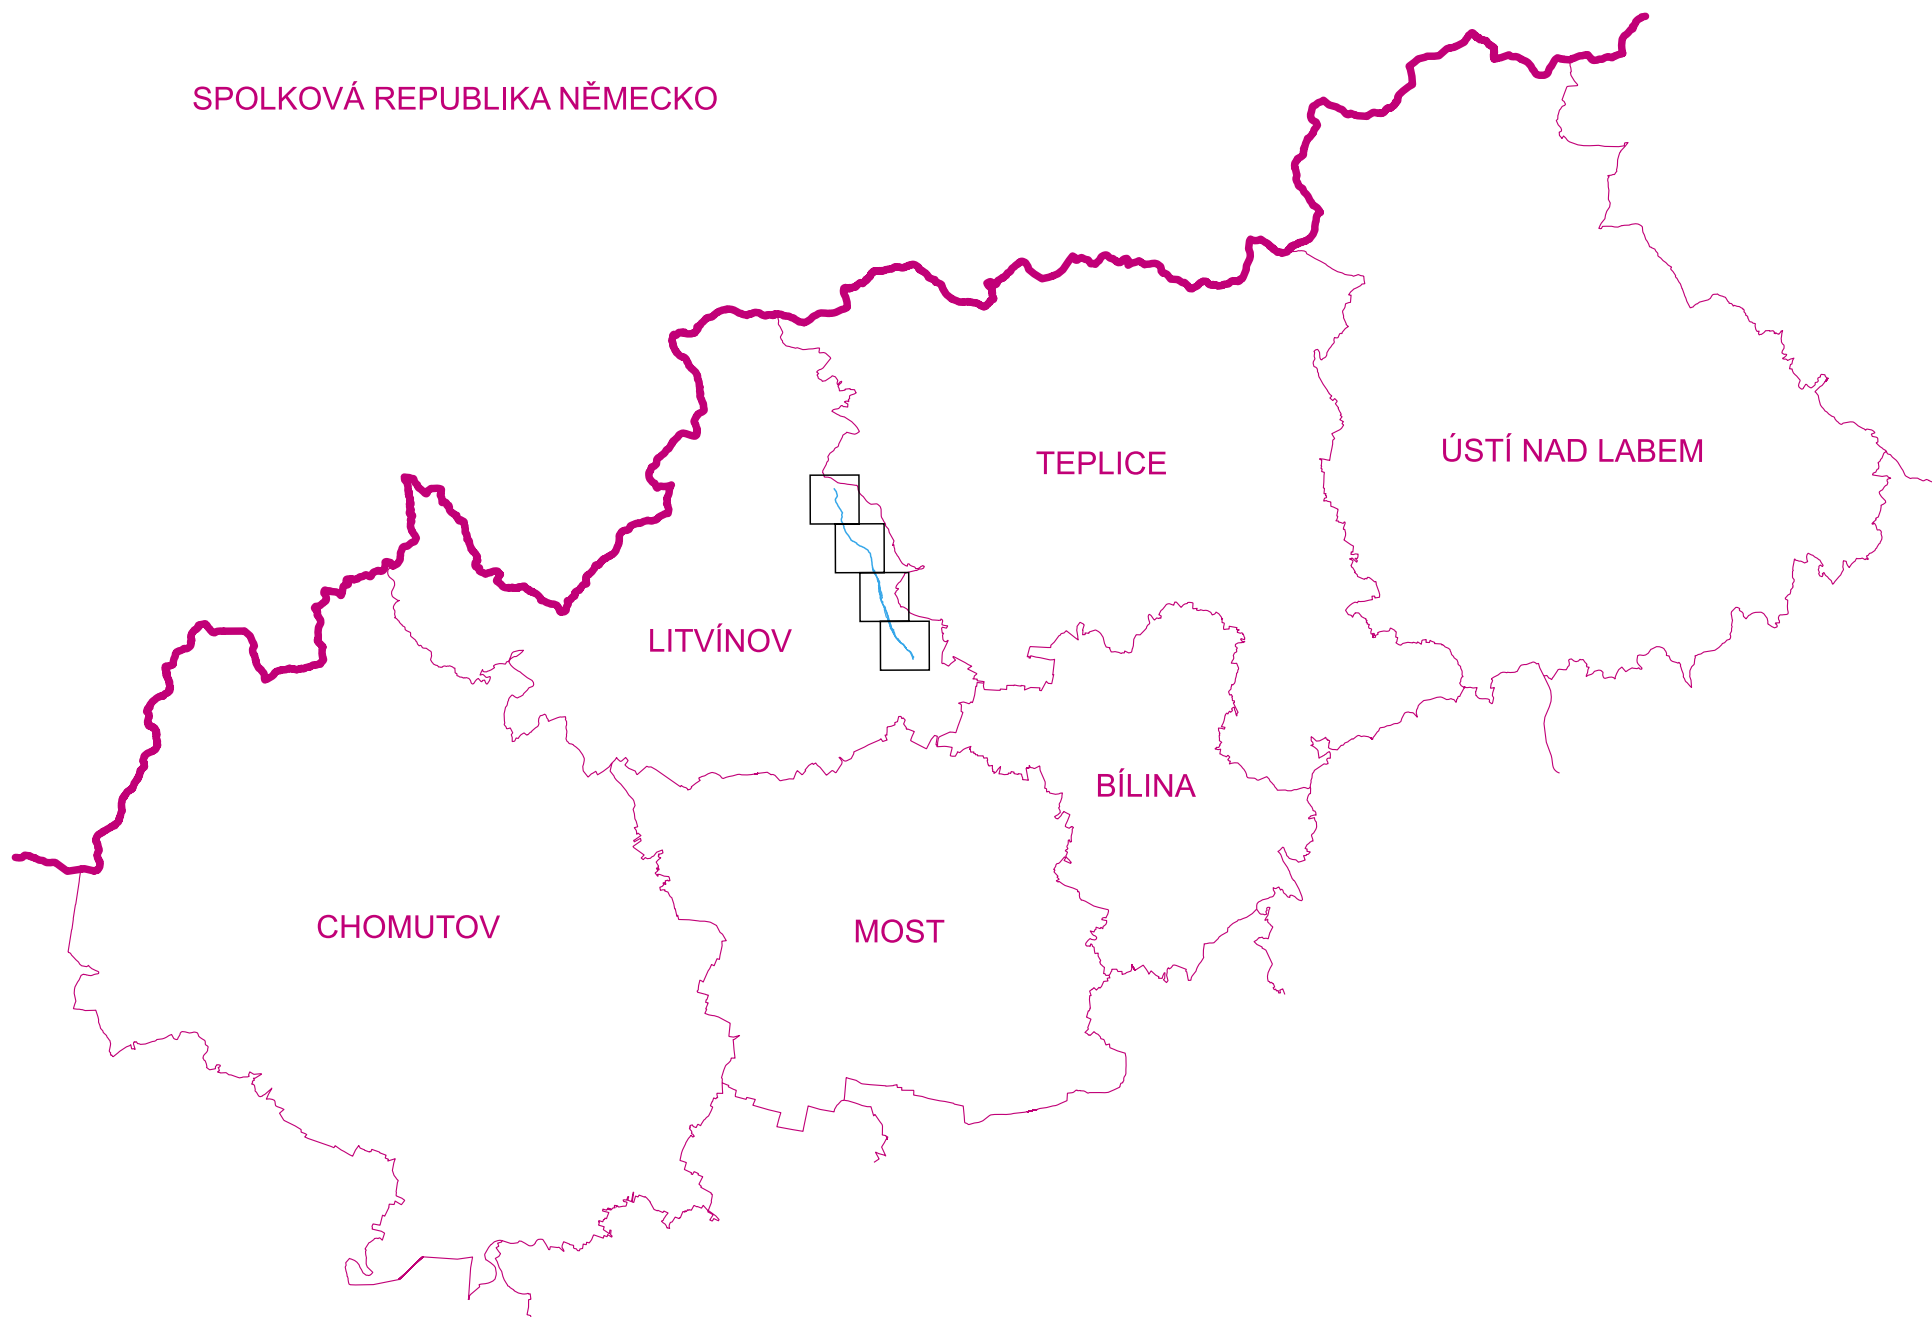 SPOLKOVÁ REPUBLIKA NĚMECKO
TEPLICE
ÚSTÍ NAD LABEM
LITVÍNOV
BÍLINA
CHOMUTOV
MOST